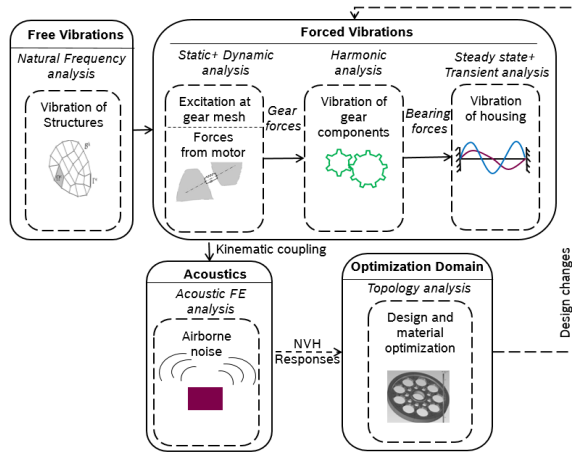 Free Vibrations
Natural Frequency
analysis
Vibration of
Structures
Forced Vibrations
Static+ Dynamic
analysis
Excitation at
gear mesh
Forces
from motor
Gear
forces
Harmonic
analysis
Vibration of
gear
components
Bearing
forces
Steady state+
Transient analysis
Vibration
of housing
Kinematic coupling
Acoustics
Acoustic FE
analysis
Airborne
noise
NVH
Responses
Optimization Domain
Topology analysis
Design and
material
optimization
Design changes